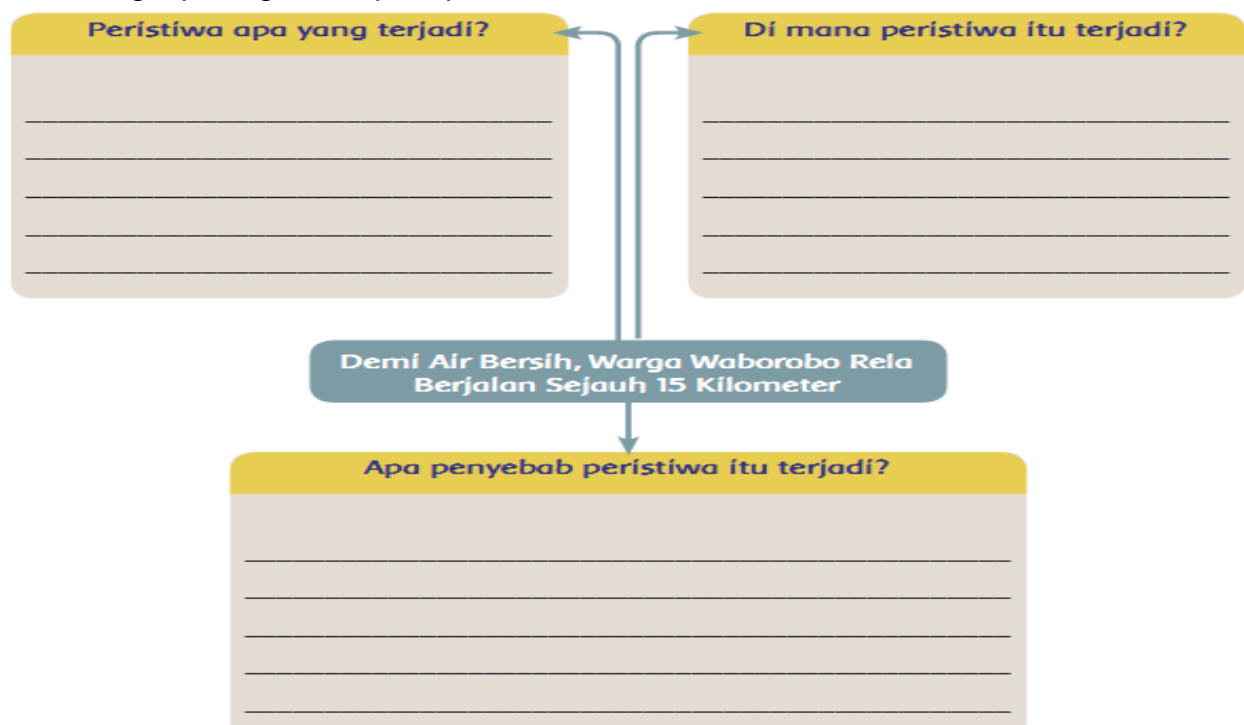 Peristiwa apa yang terjadi?
Di mana peristiwa itu terjadi?
Demi Air Bersih, Warga Waborobo Rela
Berjalan Sejauh 15 Kilometer
Apa penyebab peristiwa itu terjadi?